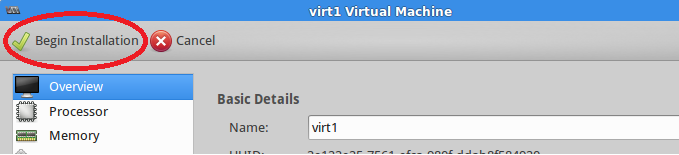 virt1 Virtual Machine
Begin Installation Cancel
Overview
Processor
Memory
Basic Details
Name: virt1